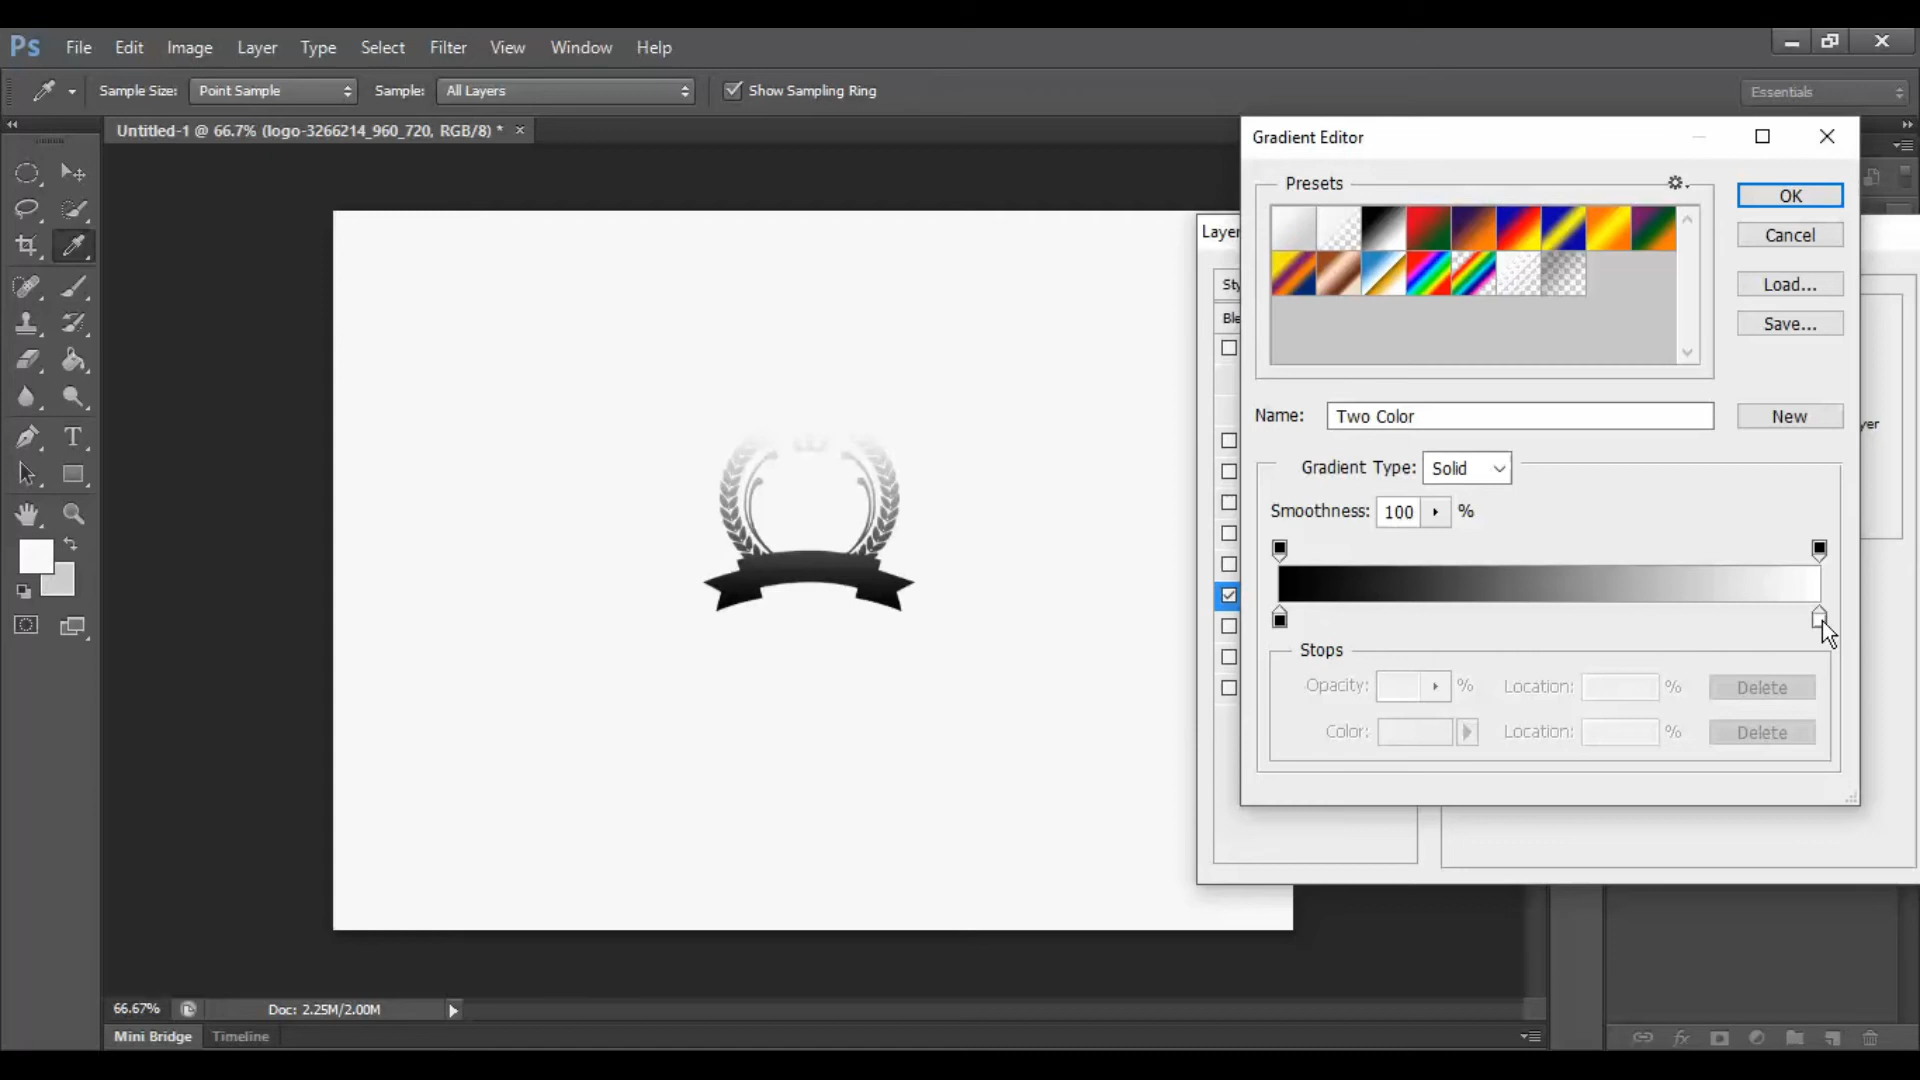 Ps File Edit Image Layer Type Select Filter View Window Help
Sample Size: Point Sample Sample: All Layers Show Sampling Ring Essentials
Untitled-1 @ 66.7% (logo-3266214_960_720, RGB/8) *
Gradient Editor
Presets
OK
Cancel
Load...
Save...
Name: Two Color New
Gradient Type: Solid
Smoothness: 100 %
Stops
Opacity: % Location: % Delete
Color: Location: % Delete
66.67% Doc: 2.25M/2.00M
Mini Bridge Timeline